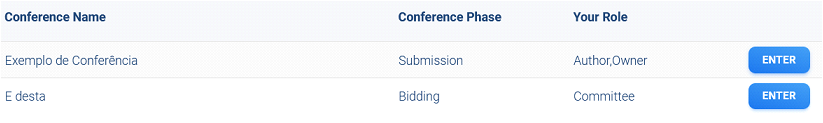 Conference Name Conference Phase Your Role
Exemplo de Conferência Submission Author,Owner ENTER
E desta Bidding Committee ENTER